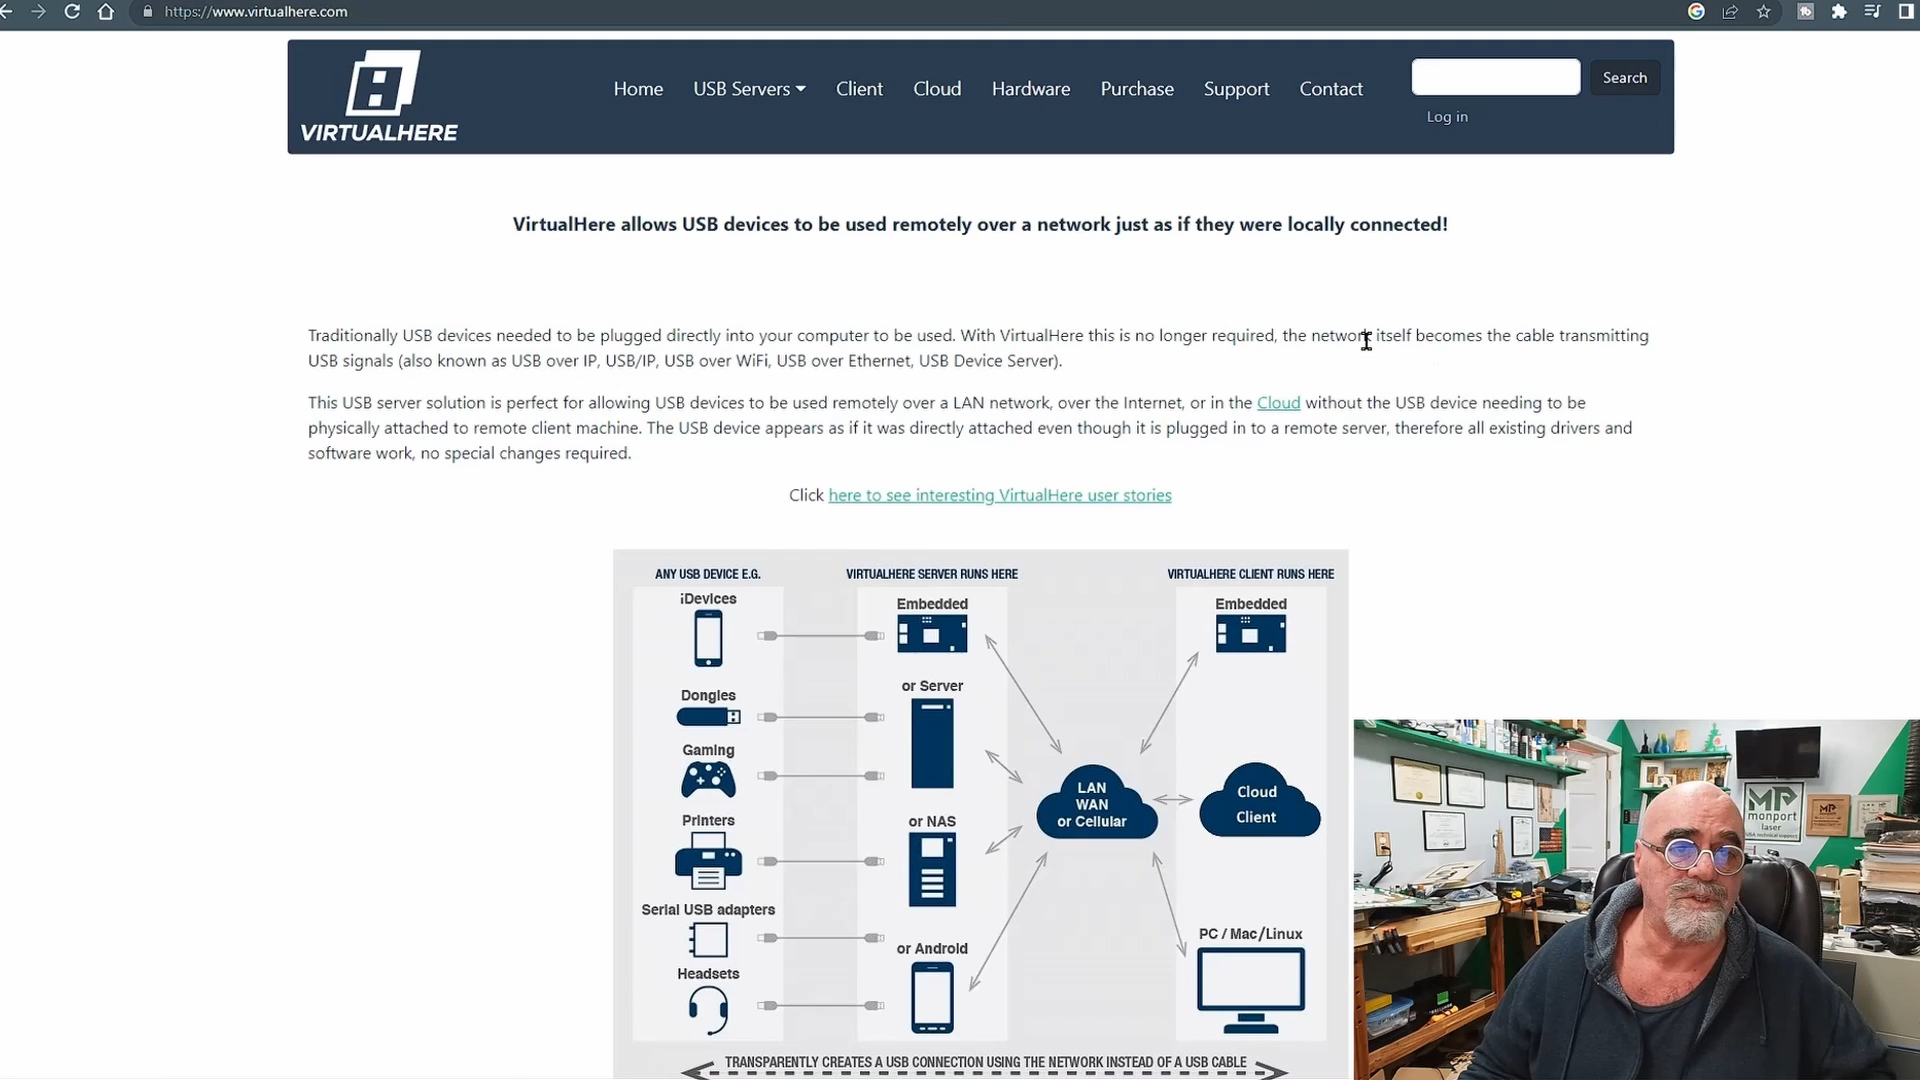 https://www.virtualhere.com
VIRTUALHERE
Home USB Servers Client Cloud Hardware Purchase Support Contact
Search
Log in
VirtualHere allows USB devices to be used remotely over a network just as if they were locally connected!
Traditionally USB devices needed to be plugged directly into your computer to be used. With VirtualHere this is no longer required, the network itself becomes the cable transmitting
USB signals (also known as USB over IP, USB/IP, USB over WiFi, USB over Ethernet, USB Device Server).
This USB server solution is perfect for allowing USB devices to be used remotely over a LAN network, over the Internet, or in the Cloud without the USB device needing to be
physically attached to remote client machine. The USB device appears as if it was directly attached even though it is plugged in to a remote server, therefore all existing drivers and
software work, no special changes required.
Click here to see interesting VirtualHere user stories
ANY USB DEVICE E.G.
VIRTUALHERE SERVER RUNS HERE
VIRTUALHERE CLIENT RUNS HERE
iDevices
Embedded
Embedded
Dongles
or Server
Gaming
LAN
WAN
or Cellular
Cloud
Client
Printers
or NAS
Serial USB adapters
or Android
PC / Mac/Linux
Headsets
TRANSPARENTLY CREATES A USB CONNECTION USING THE NETWORK INSTEAD OF A USB CABLE
MP
monport
laser
USA technical support